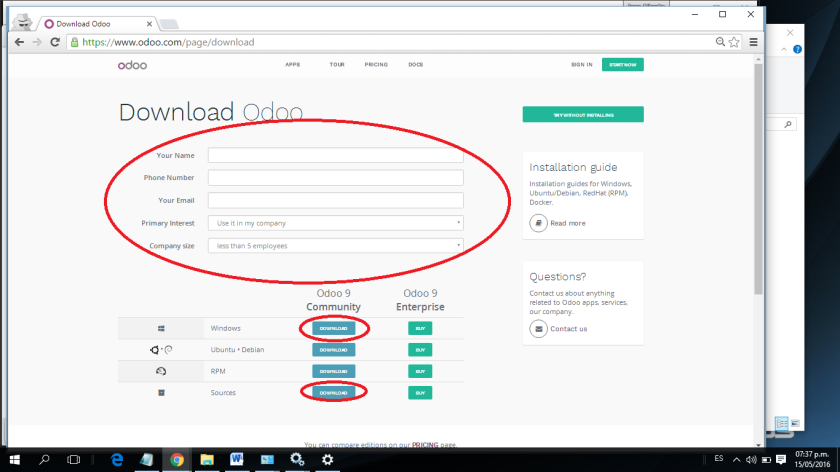 Download Odoo
https://www.odoo.com/page/download
odoo APPS TOUR PRICING DOCS SIGN IN START NOW
Download Odoo
TRY WITHOUT INSTALLING
Your Name
Phone Number
Your Email
Primary Interest Use it in my company
Company size less than 5 employees
Installation guide
Installation guides for Windows,
Ubuntu/Debian, RedHat (RPM),
Docker.
Read more
Questions?
Contact us about anything
related to Odoo apps, services,
our company.
Contact us
Odoo 9 Odoo 9
Community Enterprise
Windows DOWNLOAD BUY
Ubuntu • Debian DOWNLOAD BUY
RPM DOWNLOAD BUY
Sources DOWNLOAD BUY
You can compare editions on our PRICING page.
ES 07:37 p.m.
15/05/2016